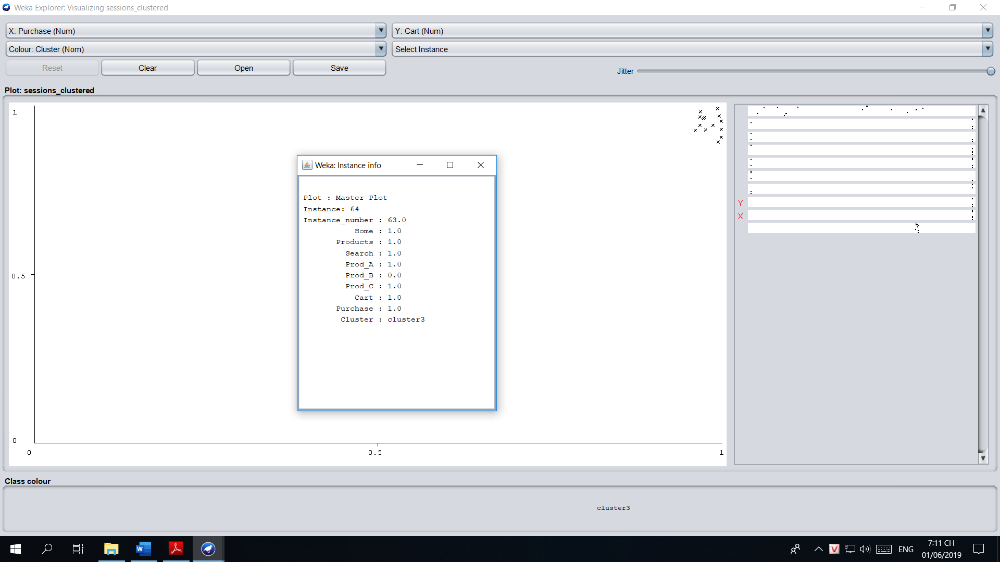 Weka Explorer: Visualizing sessions_clustered
X: Purchase (Num)
Y: Cart (Num)
Colour: Cluster (Nom)
Select Instance
Reset
Clear
Open
Save
Jitter
Plot: sessions_clustered
1
0.5
0
0
0.5
1
Y
X
Weka: Instance info
Plot : Master Plot
Instance: 64
Instance_number : 63.0
Home : 1.0
Products : 1.0
Search : 1.0
Prod_A : 1.0
Prod_B : 0.0
Prod_C : 1.0
Cart : 1.0
Purchase : 1.0
Cluster : cluster3
Class colour
cluster3
ENG
7:11 CH
01/06/2019